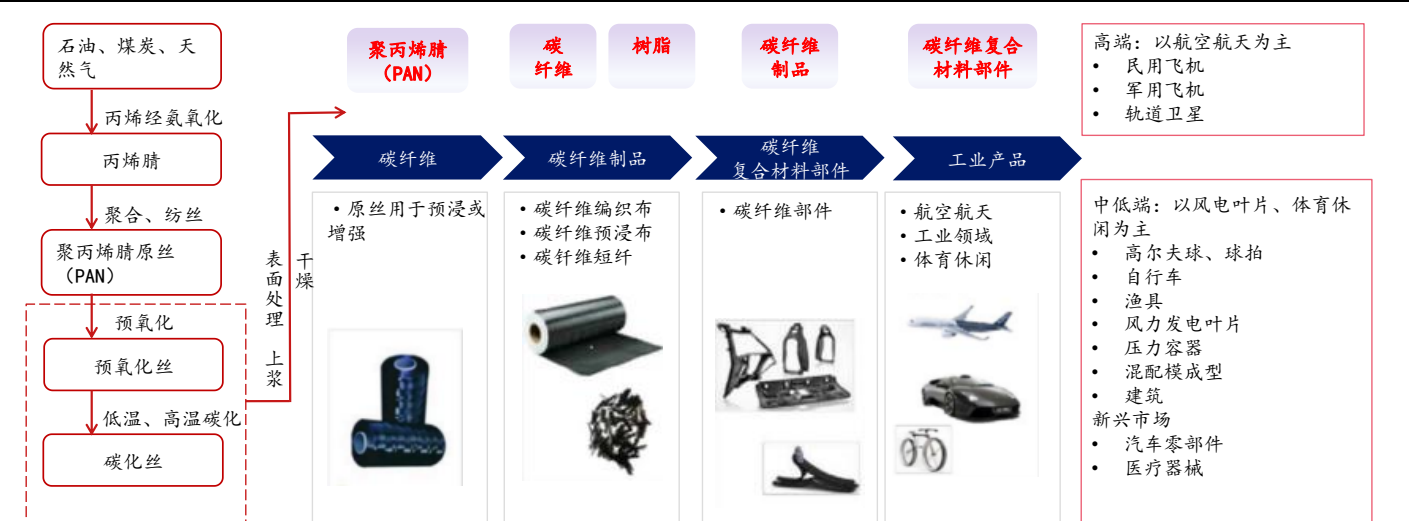 石油、煤炭、天
然气
丙烯经氨氧化
丙烯腈
聚合、纺丝
聚丙烯腈原丝
（PAN）
预氧化
预氧化丝
低温、高温碳化
碳化丝
表面处理 上浆
干燥
聚丙烯腈
（PAN）
碳
纤维
树脂
碳纤维
制品
碳纤维复合
材料部件
碳纤维
碳纤维制品
碳纤维
复合材料部件
工业产品
•原丝用于预浸或
增强
•碳纤维编织布
•碳纤维预浸布
•碳钎维短纤
•碳纤维部件
•航空航天
•工业领域
•体育休闲
高端：以航空航天为主
• 民用飞机
• 军用飞机
• 轨道卫星
中低端：以风电叶片、体育休
闲为主
• 高尔夫球、球拍
• 自行车
• 渔具
• 风力发电叶片
• 压力容器
• 混配模成型
• 建筑
新兴市场
• 汽车零部件
• 医疗器械